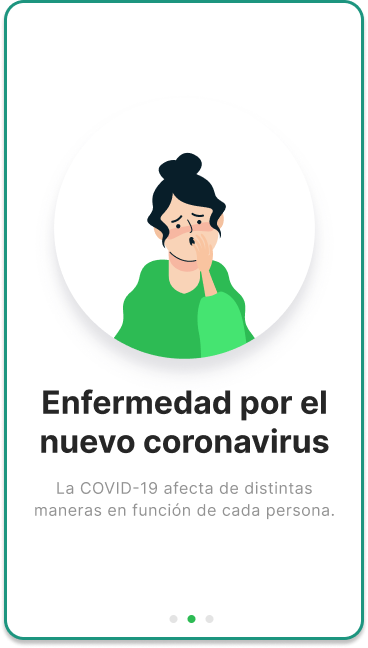 Enfermedad por el
nuevo coronavirus
La COVID-19 afecta de distintas
maneras en función de cada persona.